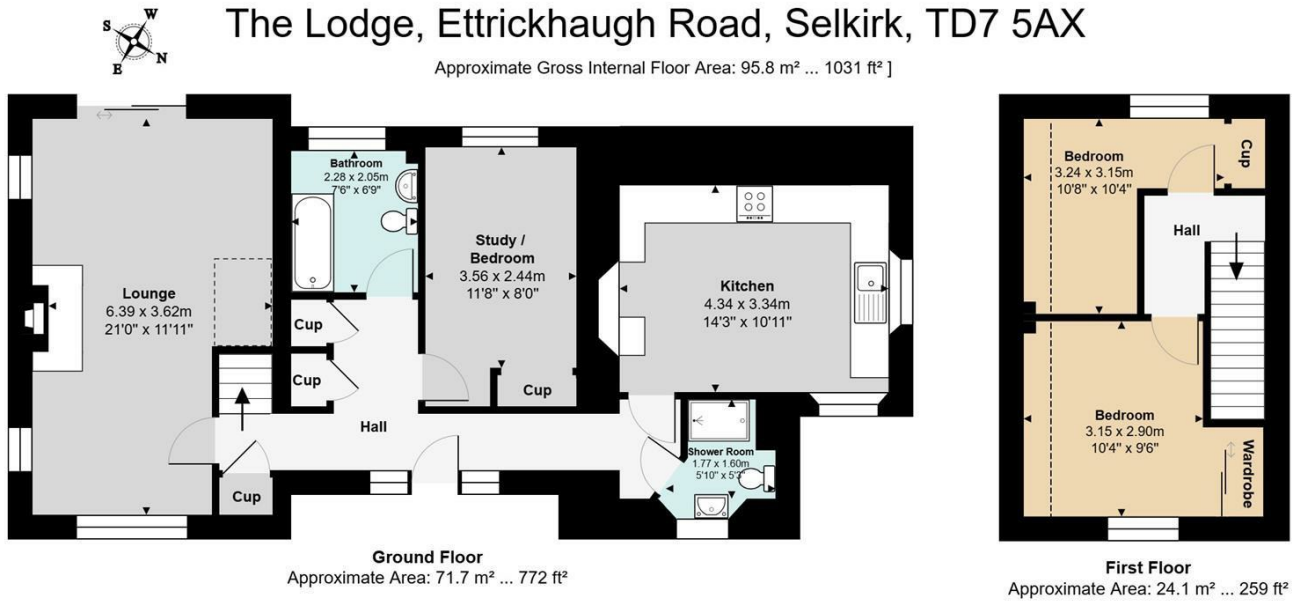 The Lodge, Ettrickhaugh Road, Selkirk, TD7 5AX
Approximate Gross Internal Floor Area: 95.8 m² ... 1031 ft² ]
S
W
E
N
Bathroom
2.28 x 2.05m
7'6" x 6'9"
Study /
Bedroom
3.56 x 2.44m
11'8" x 8'0"
Lounge
6.39 x 3.62m
21'0" x 11'11"
Kitchen
4.34 x 3.34m
14'3" x 10'11"
Cup
Cup
Cup
Hall
Shower Room
1.77 x 1.60m
5'10" x 5'3"
Cup
Ground Floor
Approximate Area: 71.7 m² ... 772 ft²
Bedroom
3.24 x 3.15m
10'8" x 10'4"
Cup
Hall
Bedroom
3.15 x 2.90m
10'4" x 9'6"
Wardrobe
First Floor
Approximate Area: 24.1 m² ... 259 ft²